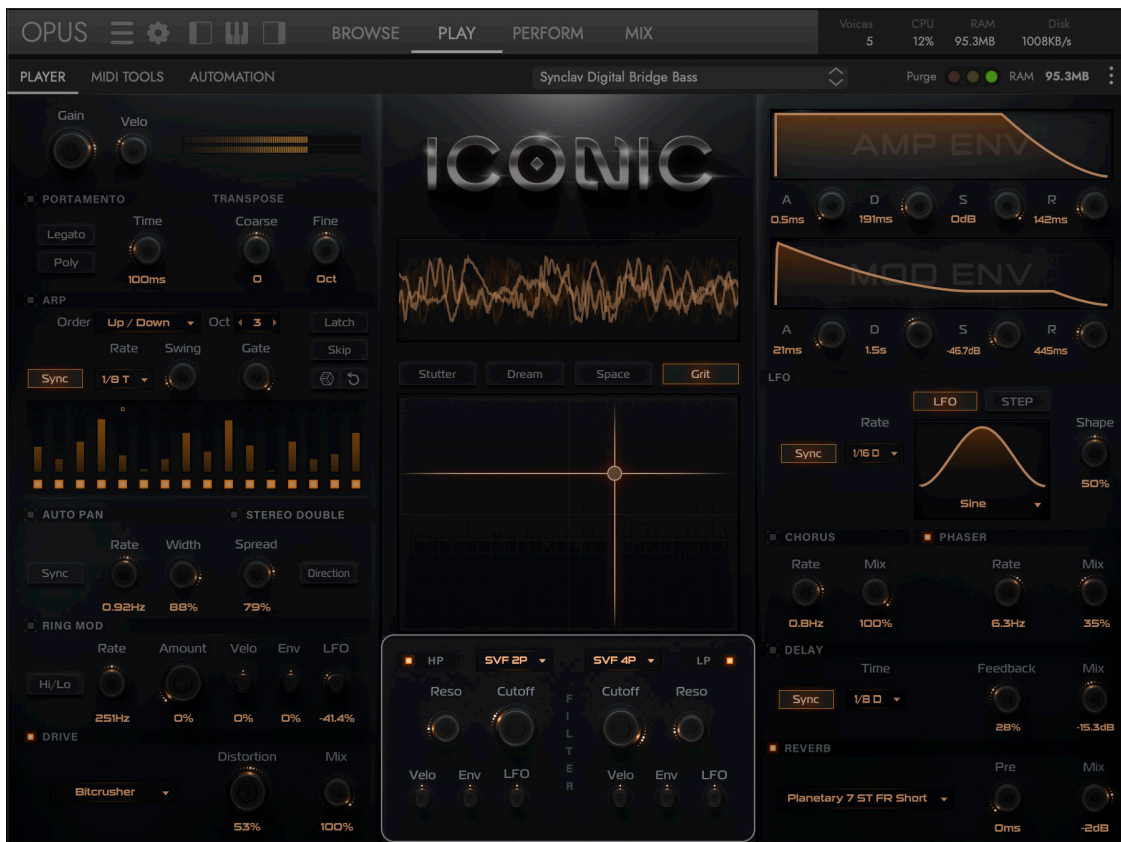 OPUS BROWSE PLAY PERFORM MIX
Voices CPU RAM Disk
5 12% 95.3MB 1008KB/s
PLAYER MIDI TOOLS AUTOMATION Synclav Digital Bridge Bass Purge RAM 95.3MB
Gain Velo
PORTAMENTO TRANSPOSE
Time Coarse Fine
Legato
Poly
100ms 0 0ct
ARP
Order Up / Down Oct 3 Latch
Rate Swing Gate Skip
Sync 1/8 T
AUTO PAN STEREO DOUBLE
Rate Width Spread
Sync Direction
0.92Hz 88% 79%
RING MOD
Rate Amount Velo Env LFO
Hi/Lo
251Hz 0% 0% 0% -41.4%
DRIVE
Distortion Mix
Bitcrusher
53% 100%
ICONIC
Stutter Dream Space Grit
HP SVF 2P SVF 4P LP
Reso Cutoff Cutoff Reso
FILTER
Velo Env LFO Velo Env LFO
AMP ENV
A D S R
0.5ms 191ms 0dB 142ms
MOD ENV
A D S R
21ms 1.5s -46.7dB 445ms
LFO
LFO STEP
Rate Shape
Sync 1/16 D
50%
Sine
CHORUS PHASER
Rate Mix Rate Mix
0.8Hz 100% 6.3Hz 35%
DELAY
Time Feedback Mix
Sync 1/8 D
28% -15.3dB
REVERB
Pre Mix
Planetary 7 ST FR Short
0ms -2dB